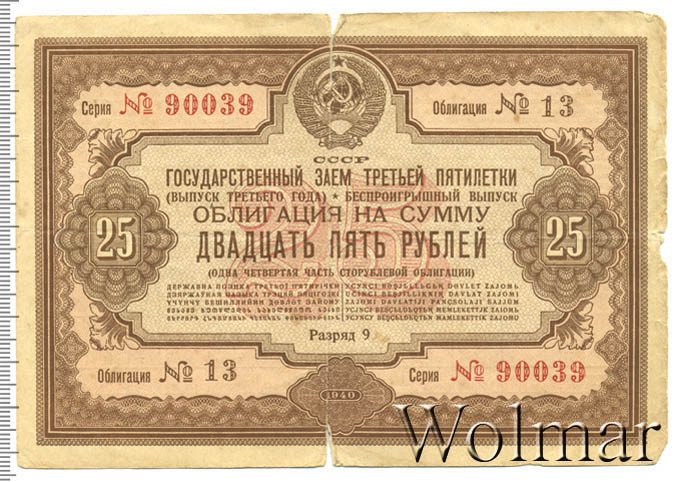 Серия № 90039
Облигация № 13
СССР
ГОСУДАРСТВЕННЫЙ ЗАЕМ ТРЕТЬЕЙ ПЯТИЛЕТКИ
(ВЫПУСК ТРЕТЬЕГО ГОДА) ★ БЕСПРОИГРЫШНЫЙ ВЫПУСК
ОБЛИГАЦИЯ НА СУММУ
25 ДВАДЦАТЬ ПЯТЬ РУБЛЕЙ 25
(ОДНА ЧЕТВЕРТАЯ ЧАСТЬ СТОРУБЛЕВОЙ ОБЛИГАЦИИ)
Разряд 9
Облигация № 13
Серия № 90039
1940
Wolmar